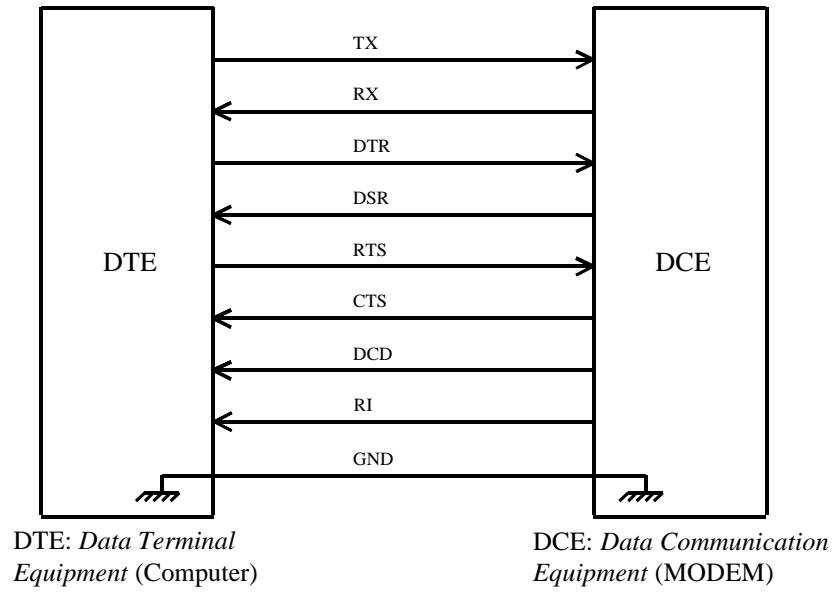 TX
RX
DTR
DSR
DTE
RTS
DCE
CTS
DCD
RI
GND
DTE: Data Terminal
Equipment (Computer)
DCE: Data Communication
Equipment (MODEM)